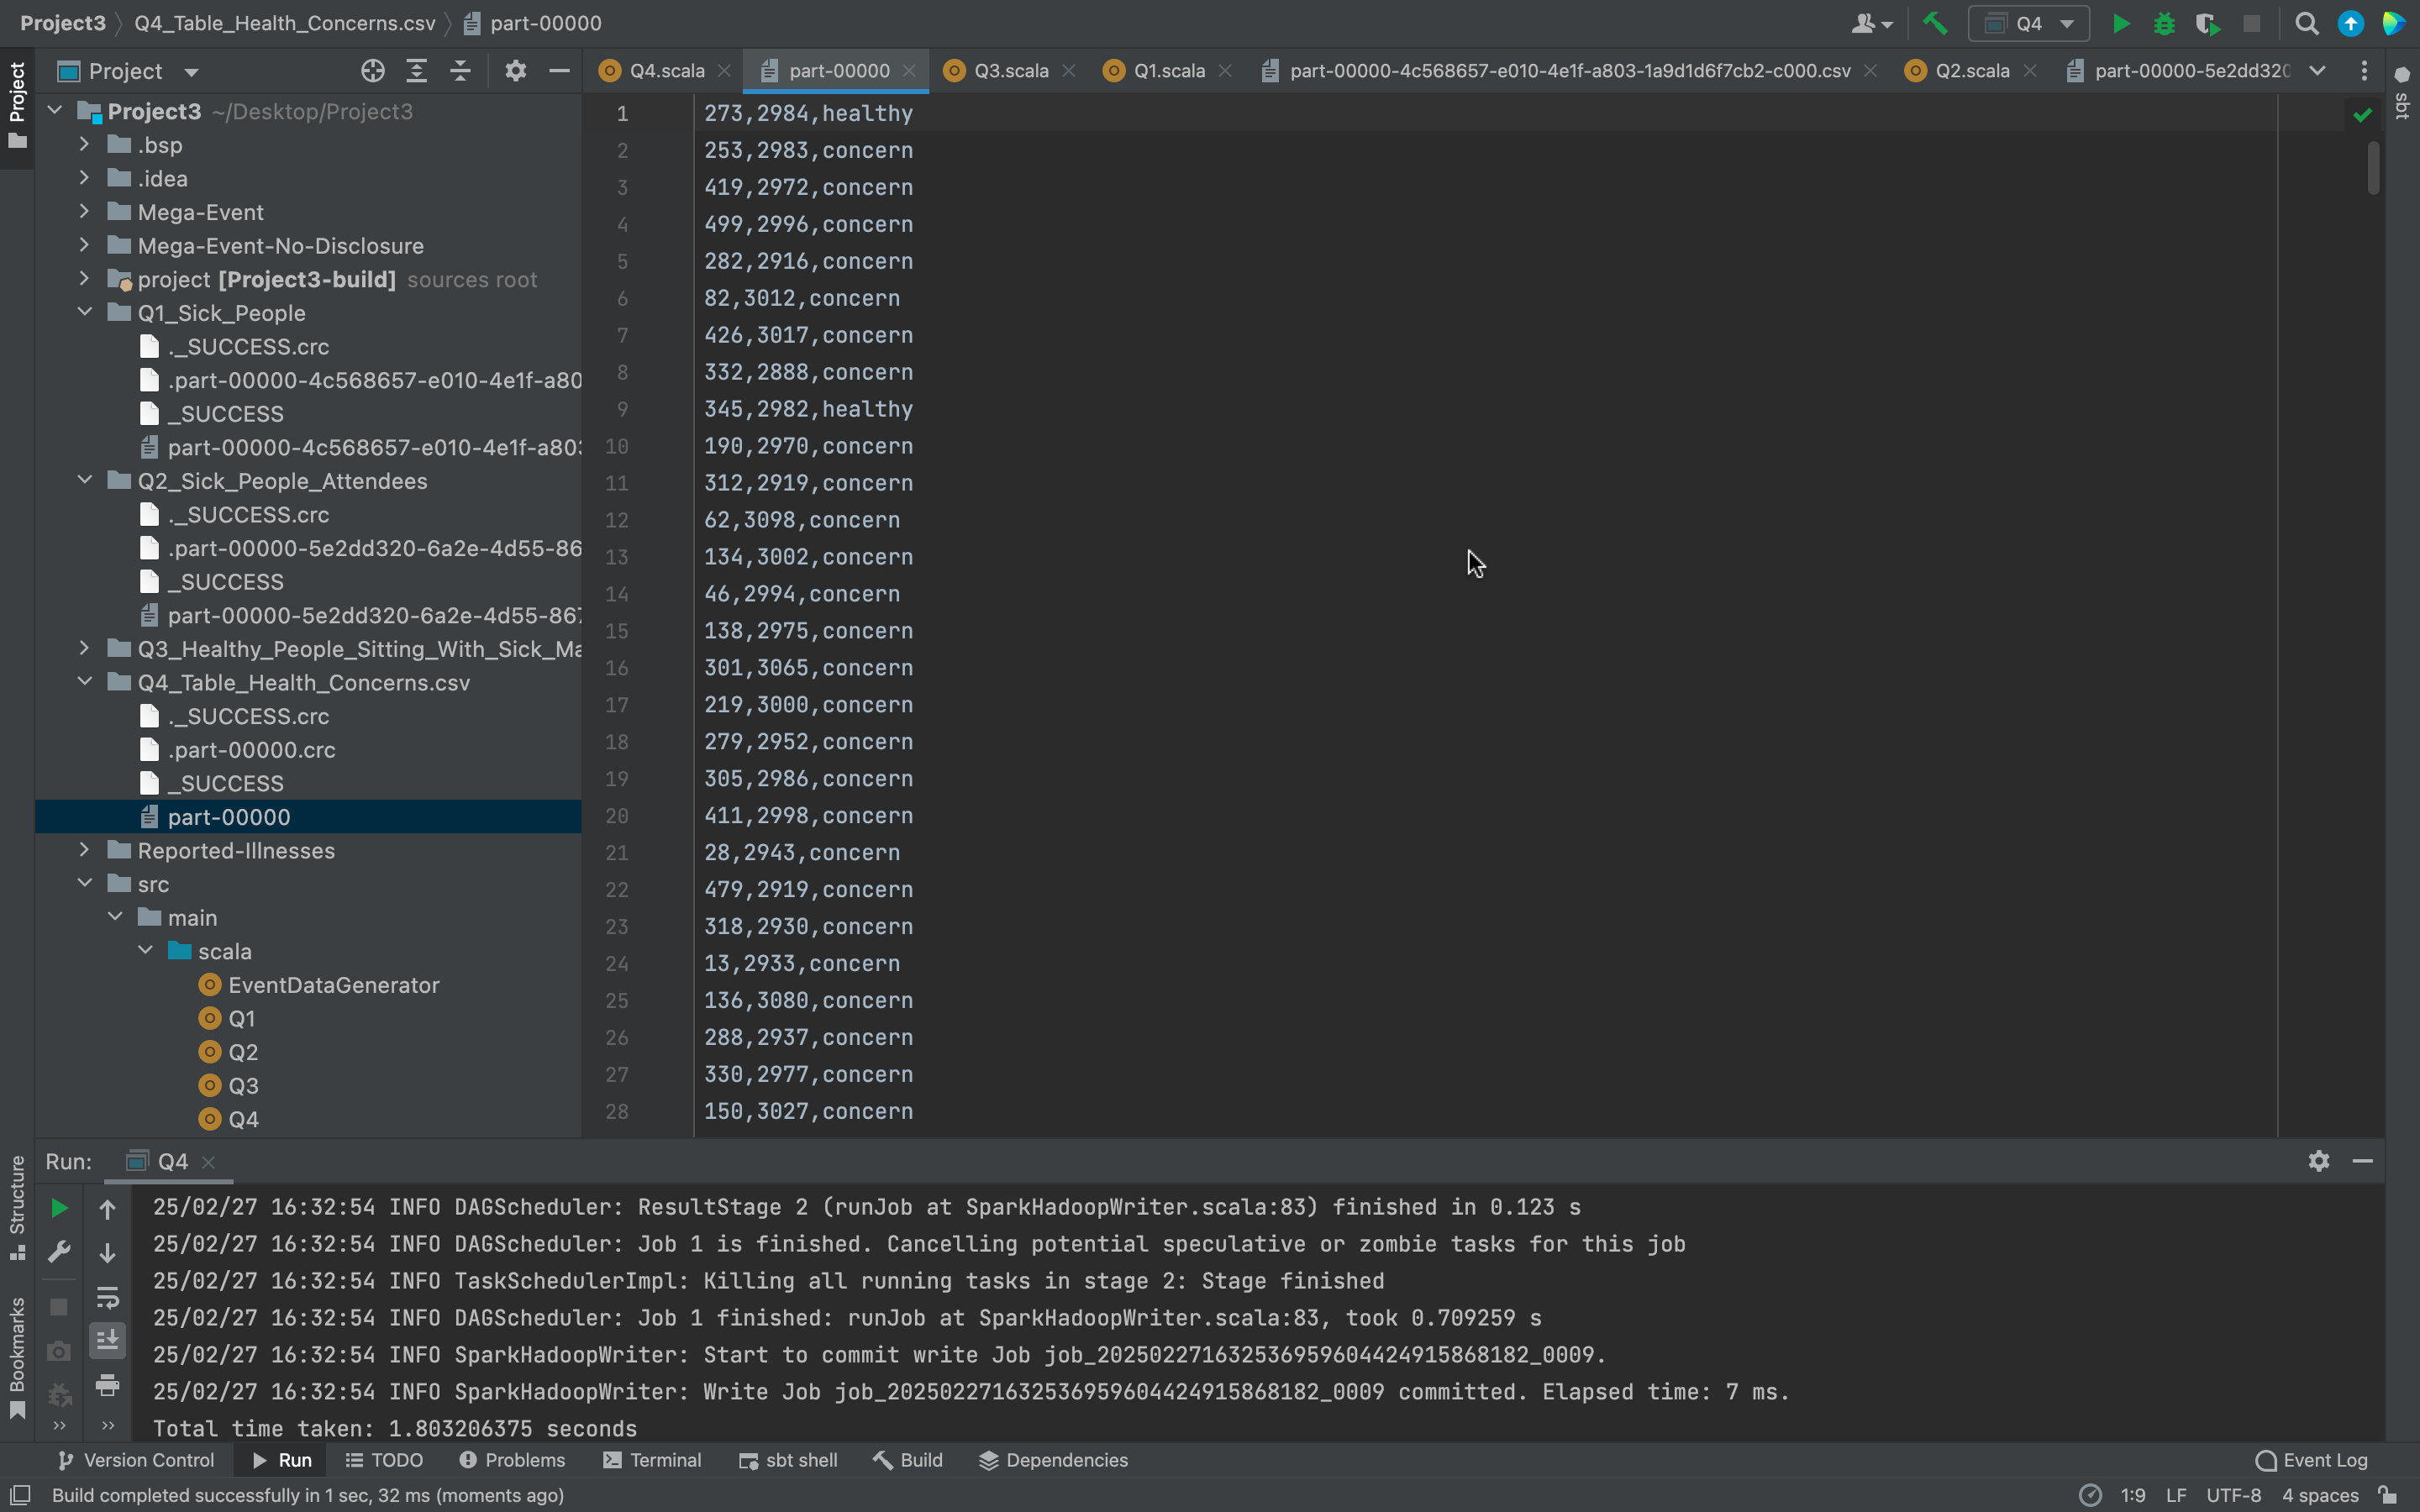 Project3 Q4_Table_Health_Concerns.csv part-00000
Q4
Project
Project
Q4.scala part-00000 Q3.scala Q1.scala part-00000-4c568657-e010-4e1f-a803-1a9d1d6f7cb2-c000.csv Q2.scala part-00000-5e2dd320
sbt
Project3 ~/Desktop/Project3
.bsp
.idea
Mega-Event
Mega-Event-No-Disclosure
project [Project3-build] sources root
Q1_Sick_People
._SUCCESS.crc
.part-00000-4c568657-e010-4e1f-a80
_SUCCESS
part-00000-4c568657-e010-4e1f-a803
Q2_Sick_People_Attendees
._SUCCESS.crc
.part-00000-5e2dd320-6a2e-4d55-86
_SUCCESS
part-00000-5e2dd320-6a2e-4d55-867
Q3_Healthy_People_Sitting_With_Sick_Ma
Q4_Table_Health_Concerns.csv
._SUCCESS.crc
.part-00000.crc
_SUCCESS
part-00000
Reported-Illnesses
src
main
scala
EventDataGenerator
Q1
Q2
Q3
Q4
1 273,2984,healthy
2 253,2983,concern
3 419,2972,concern
4 499,2996,concern
5 282,2916,concern
6 82,3012,concern
7 426,3017,concern
8 332,2888,concern
9 345,2982,healthy
10 190,2970,concern
11 312,2919,concern
12 62,3098,concern
13 134,3002,concern
14 46,2994,concern
15 138,2975,concern
16 301,3065,concern
17 219,3000,concern
18 279,2952,concern
19 305,2986,concern
20 411,2998,concern
21 28,2943,concern
22 479,2919,concern
23 318,2930,concern
24 13,2933,concern
25 136,3080,concern
26 288,2937,concern
27 330,2977,concern
28 150,3027,concern
Structure
Bookmarks
Run: Q4
25/02/27 16:32:54 INFO DAGScheduler: ResultStage 2 (runJob at SparkHadoopWriter.scala:83) finished in 0.123 s
25/02/27 16:32:54 INFO DAGScheduler: Job 1 is finished. Cancelling potential speculative or zombie tasks for this job
25/02/27 16:32:54 INFO TaskSchedulerImpl: Killing all running tasks in stage 2: Stage finished
25/02/27 16:32:54 INFO DAGScheduler: Job 1 finished: runJob at SparkHadoopWriter.scala:83, took 0.709259 s
25/02/27 16:32:54 INFO SparkHadoopWriter: Start to commit write Job job_202502271632536959604424915868182_0009.
25/02/27 16:32:54 INFO SparkHadoopWriter: Write Job job_202502271632536959604424915868182_0009 committed. Elapsed time: 7 ms.
Total time taken: 1.803206375 seconds
Version Control Run TODO Problems Terminal sbt shell Build Dependencies Event Log
Build completed successfully in 1 sec, 32 ms (moments ago) 1:9 LF UTF-8 4 spaces